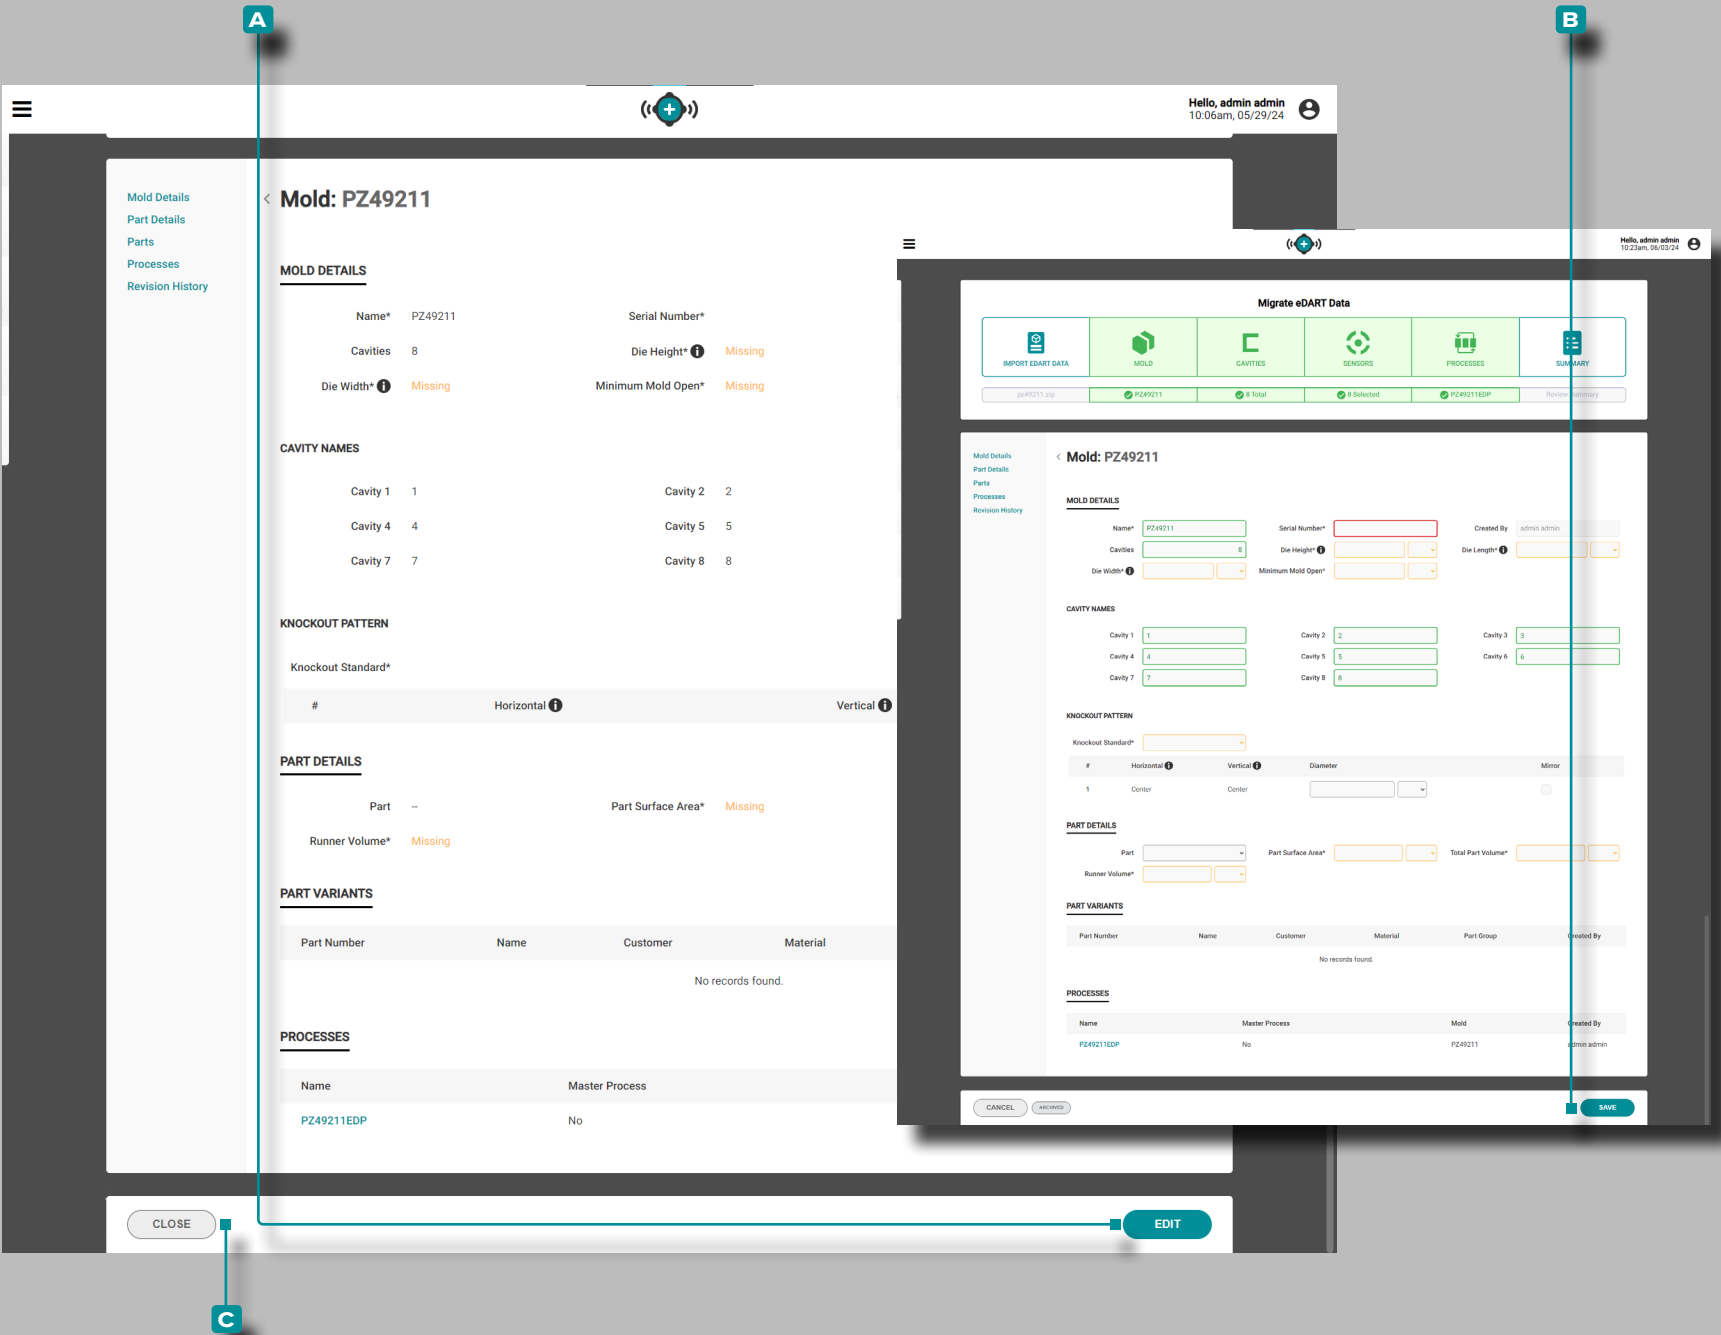 A
B
Hello, admin admin
10:06am, 05/29/24
Mold Details
Part Details
Parts
Processes
Revision History
Mold: PZ49211
MOLD DETAILS
Name* PZ49211 Serial Number*
Cavities 8 Die Height* Missing
Die Width* Missing Minimum Mold Open* Missing
CAVITY NAMES
Cavity 1 1 Cavity 2 2
Cavity 4 4 Cavity 5 5
Cavity 7 7 Cavity 8 8
KNOCKOUT PATTERN
Knockout Standard*
# Horizontal Vertical
PART DETAILS
Part -- Part Surface Area* Missing
Runner Volume* Missing
PART VARIANTS
Part Number Name Customer Material
No records found.
PROCESSES
Name Master Process
PZ49211EDP No
CLOSE EDIT
C
Hello, admin admin
10:23am, 06/03/24
Migrate eDART Data
IMPORT EDART DATA MOLD CAVITIES SENSORS PROCESSES SUMMARY
pz49211.zip PZ49211 8 Total 8 Selected PZ49211EDP Review Summary
Mold Details
Part Details
Parts
Processes
Revision History
Mold: PZ49211
MOLD DETAILS
Name* PZ49211 Serial Number* Created By admin admin
Cavities 8 Die Height* Die Length*
Die Width* Minimum Mold Open*
CAVITY NAMES
Cavity 1 1 Cavity 2 2 Cavity 3 3
Cavity 4 4 Cavity 5 5 Cavity 6 6
Cavity 7 7 Cavity 8 8
KNOCKOUT PATTERN
Knockout Standard*
# Horizontal Vertical Diameter Mirror
1 Center Center
PART DETAILS
Part Part Surface Area* Total Part Volume*
Runner Volume*
PART VARIANTS
Part Number Name Customer Material Part Group Created By
No records found.
PROCESSES
Name Master Process Mold Created By
PZ49211EDP No PZ49211 admin admin
CANCEL ARCHIVED SAVE